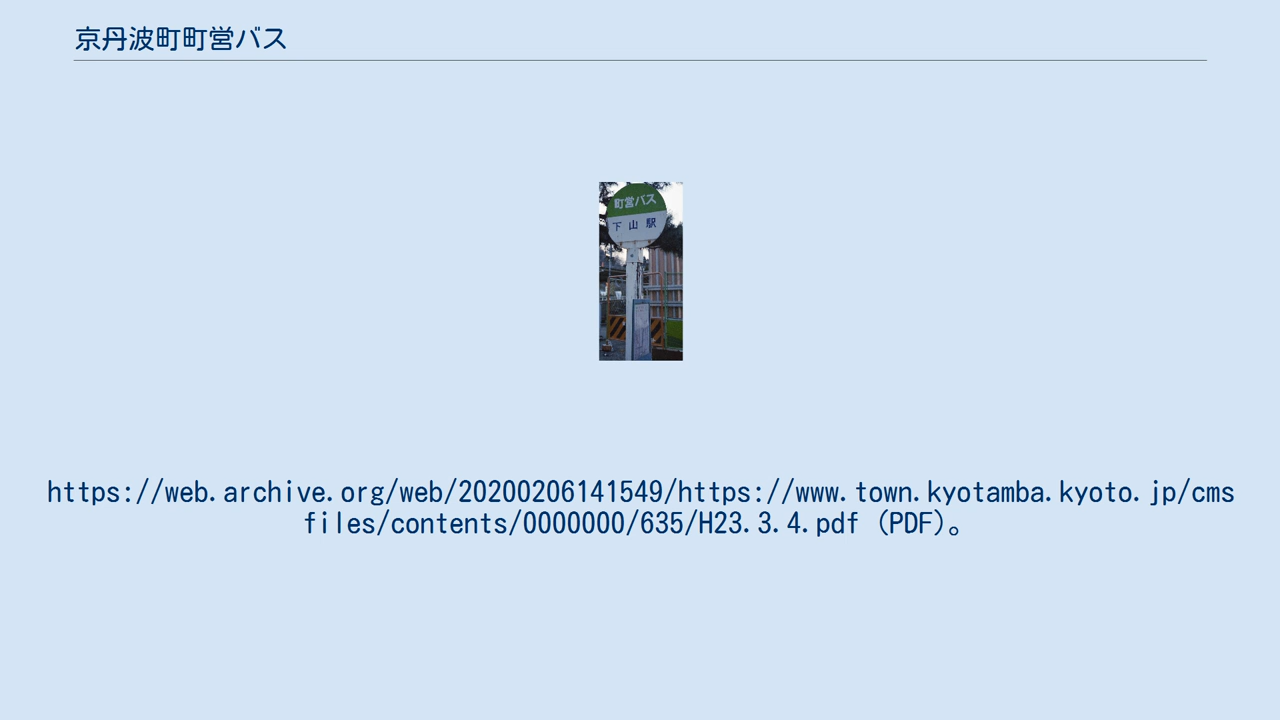 京丹波町町営バス
町営バス
下山駅
https://web.archive.org/web/20200206141549/https://www.town.kyotamba.kyoto.jp/cms
files/contents/0000000/635/H23.3.4.pdf (PDF)。